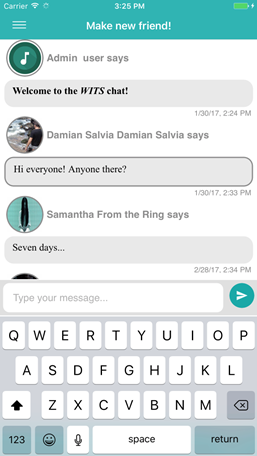 Carrier 3:25 PM
Make new friend!
Admin user says
Welcome to the WITS chat!
1/30/17, 2:24 PM
Damian Salvia Damian Salvia says
Hi everyone! Anyone there?
1/30/17, 2:33 PM
Samantha From the Ring says
Seven days...
2/28/17, 2:34 PM
Type your message...
Q W E R T Y U I O P
A S D F G H J K L
Z X C V B N M
123 space return